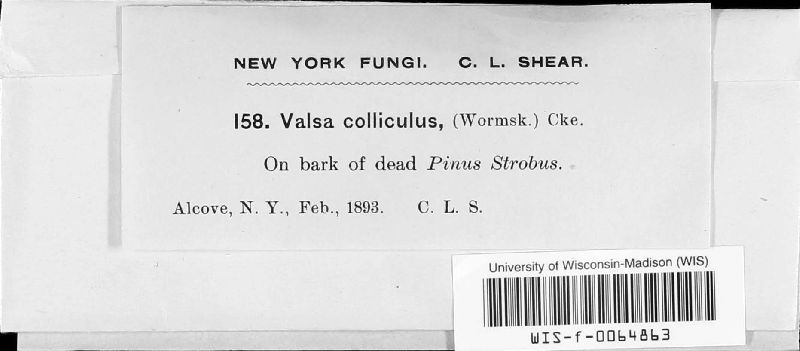 NEW YORK FUNGI. C. L. SHEAR.
158. Valsa colliculus, (Wormsk.) Cke.
On bark of dead Pinus Strobus.
Alcove, N. Y., Feb., 1893. C. L. S.
University of Wisconsin-Madison (WIS)
WIS-f-0064863